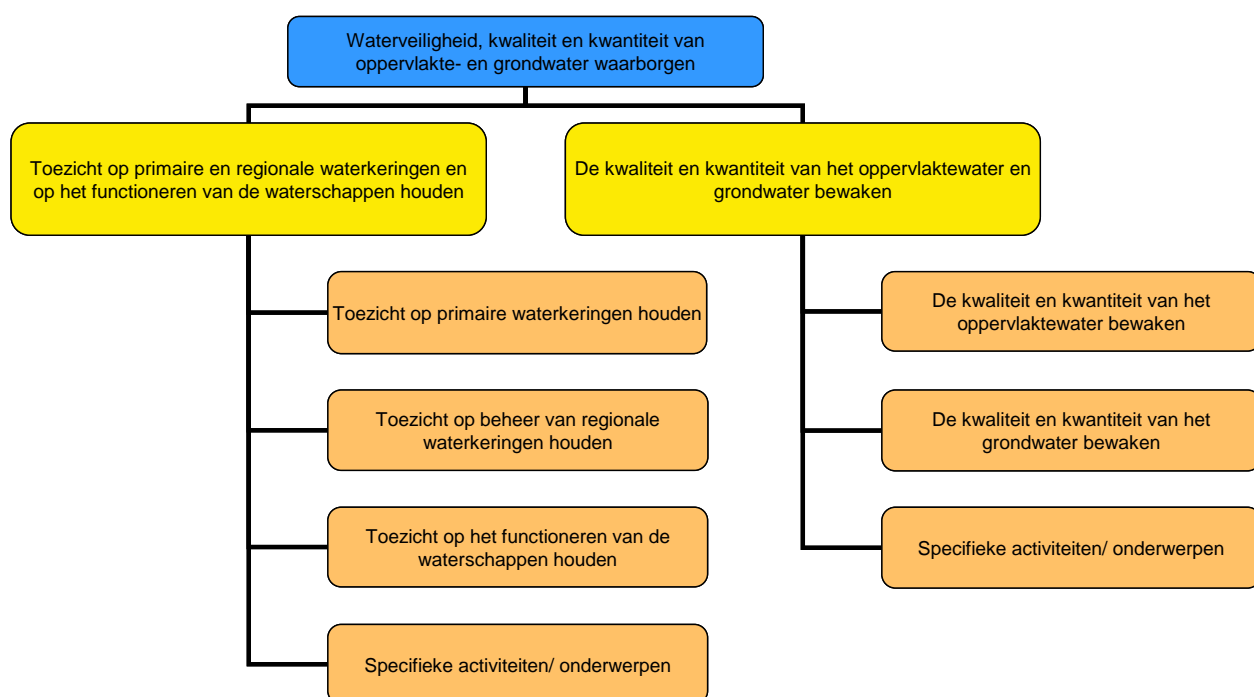 Waterveiligheid, kwaliteit en kwantiteit van
oppervlakte- en grondwater waarborgen
Toezicht op primaire en regionale waterkeringen en
op het functioneren van de waterschappen houden
De kwaliteit en kwantiteit van het oppervlaktewater en
grondwater bewaken
Toezicht op primaire waterkeringen houden
Toezicht op beheer van regionale
waterkeringen houden
Toezicht op het functioneren van de
waterschappen houden
Specifieke activiteiten/ onderwerpen
De kwaliteit en kwantiteit van het
oppervlaktewater bewaken
De kwaliteit en kwantiteit van het
grondwater bewaken
Specifieke activiteiten/ onderwerpen